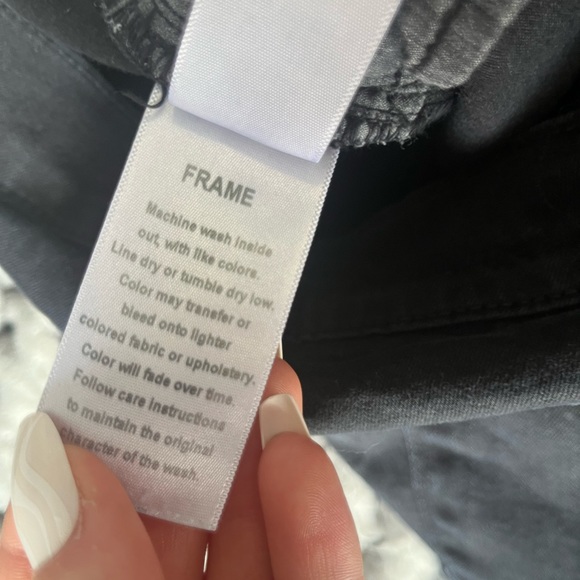 FRAME
Machine wash inside
out, with like colors.
Line dry or tumble dry low.
Color may transfer or
bleed onto lighter
colored fabric or upholstery.
Color will fade over time.
Follow care instructions
to maintain the original
character of the wash.